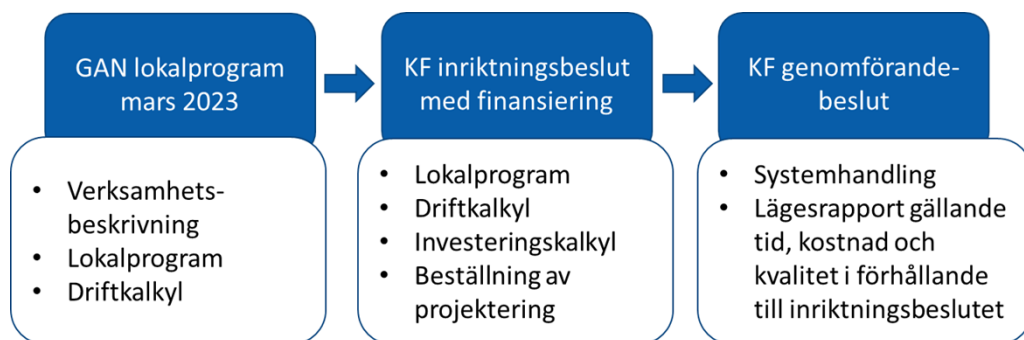 GAN lokalprogram
mars 2023
• Verksamhets-
beskrivning
• Lokalprogram
• Driftkalkyl
KF inriktningsbeslut
med finansiering
• Lokalprogram
• Driftkalkyl
• Investeringskalkyl
• Beställning av
projektering
KF genomförande-
beslut
• Systemhandling
• Lägesrapport gällande
tid, kostnad och
kvalitet i förhållande
till inriktningsbeslutet